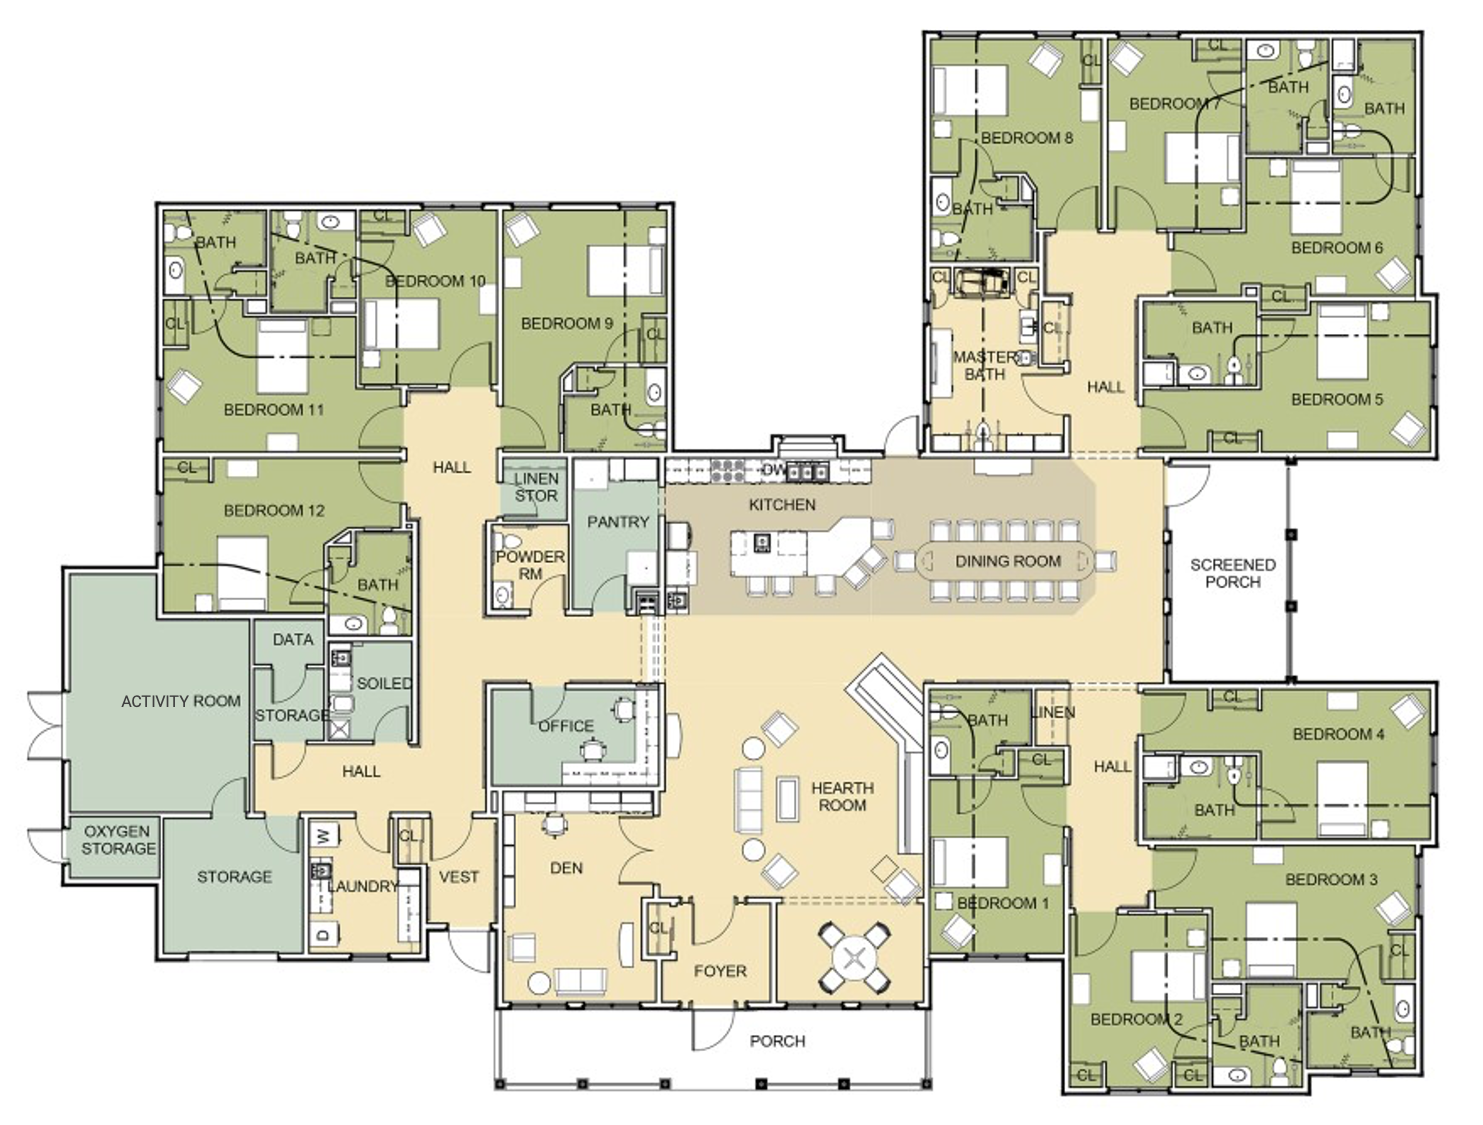 CL
BEDROOM 8
BATH
CL
BEDROOM 7
BATH
BATH
BEDROOM 6
CL
BATH
BATH
CL
BEDROOM 10
BEDROOM 9
CL
BATH
CL
BEDROOM 11
CL
CL
MASTER
BATH
CL
HALL
BATH
BEDROOM 5
CL
HALL
CL
BEDROOM 12
BATH
LINEN
STOR
PANTRY
POWDER
RM
DW
KITCHEN
DINING ROOM
SCREENED
PORCH
DATA
SOILED
STORAGE
ACTIVITY ROOM
OFFICE
HALL
HEARTH
ROOM
BATH
LINEN
CL
HALL
CL
BEDROOM 4
BATH
OXYGEN
STORAGE
STORAGE
W
LAUNDRY
D
CL
VEST
DEN
CL
FOYER
PORCH
BEDROOM 1
BEDROOM 3
CL
BEDROOM 2
CL
CL
BATH
BATH